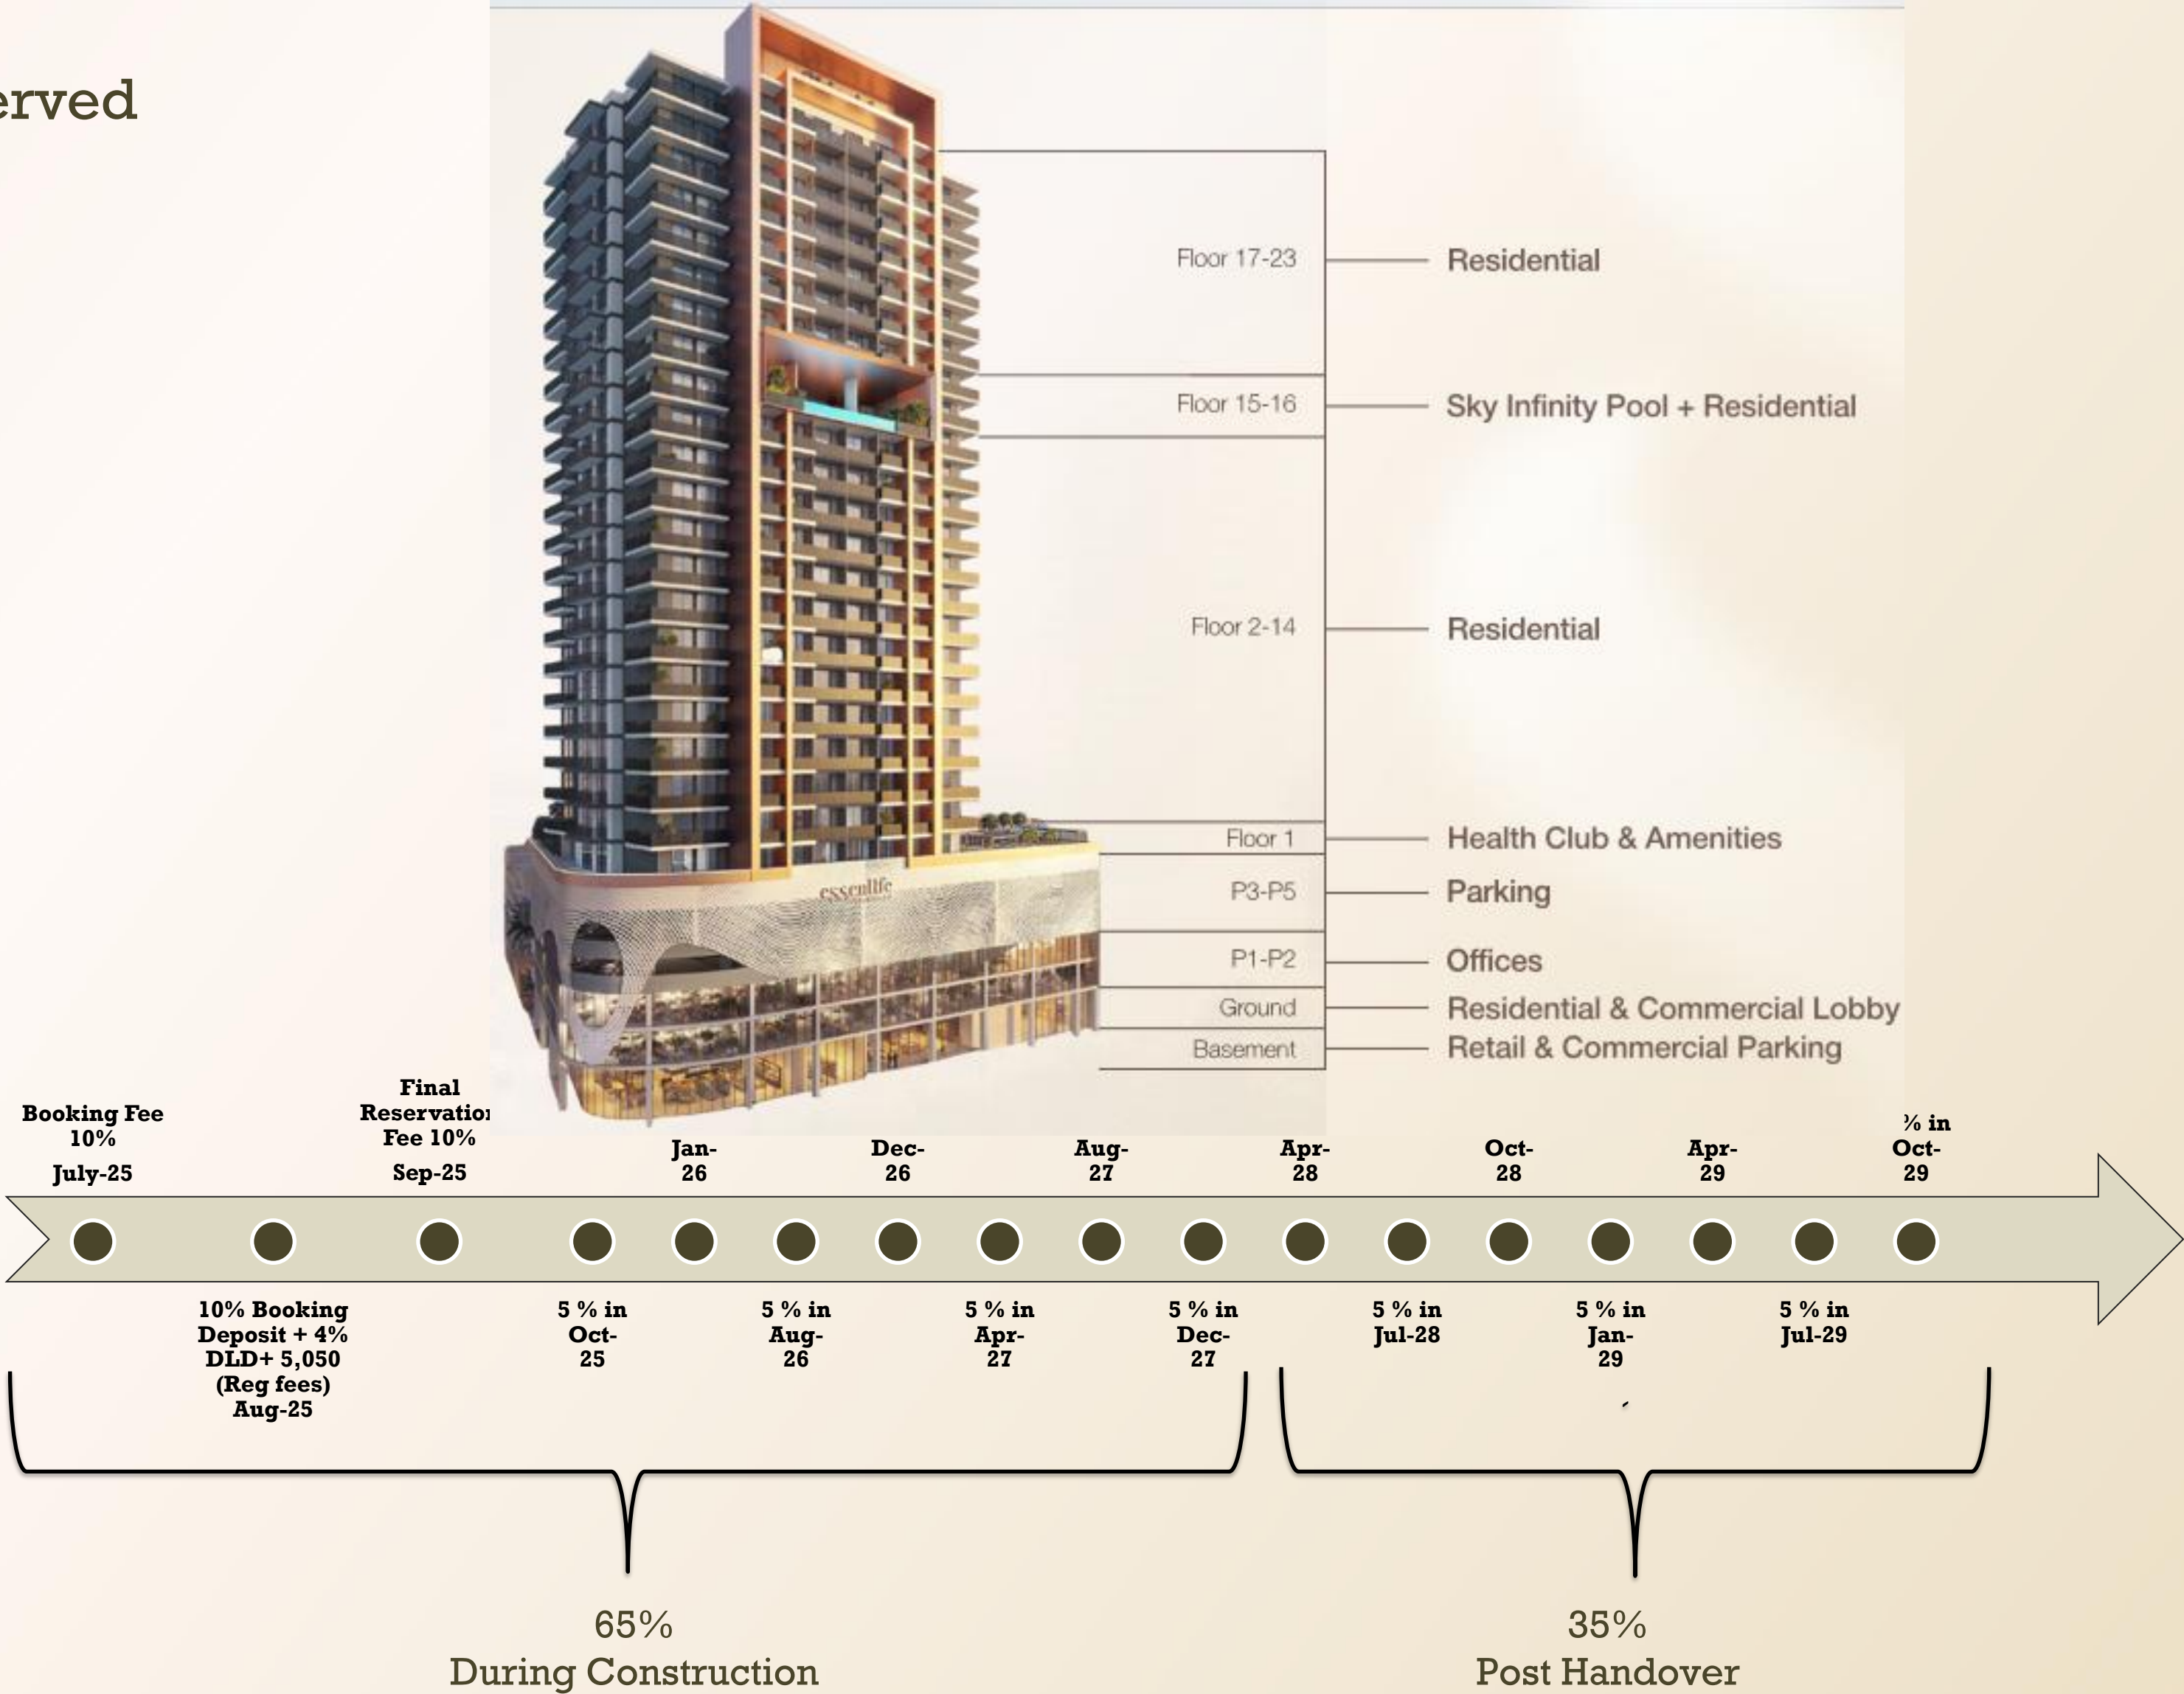 erved
Floor 17-23
Residential
Floor 15-16
Sky Infinity Pool + Residential
Floor 2-14
Residential
Floor 1
Health Club & Amenities
essenlife
P3-P5
Parking
P1-P2
Offices
Ground
Residential & Commercial Lobby
Basement
Retail & Commercial Parking
Booking Fee
10%
July-25
Final
Reservation
Fee 10%
Sep-25
Jan-
26
Dec-
26
Aug-
27
Apr-
28
Oct-
28
Apr-
29
% in
Oct-
29
10% Booking
Deposit + 4%
DLD+ 5,050
(Reg fees)
Aug-25
5 % in
Oct-
25
5 % in
Aug-
26
5 % in
Apr-
27
5 % in
Dec-
27
5 % in
Jul-28
5 % in
Jan-
29
5 % in
Jul-29
65%
During Construction
35%
Post Handover